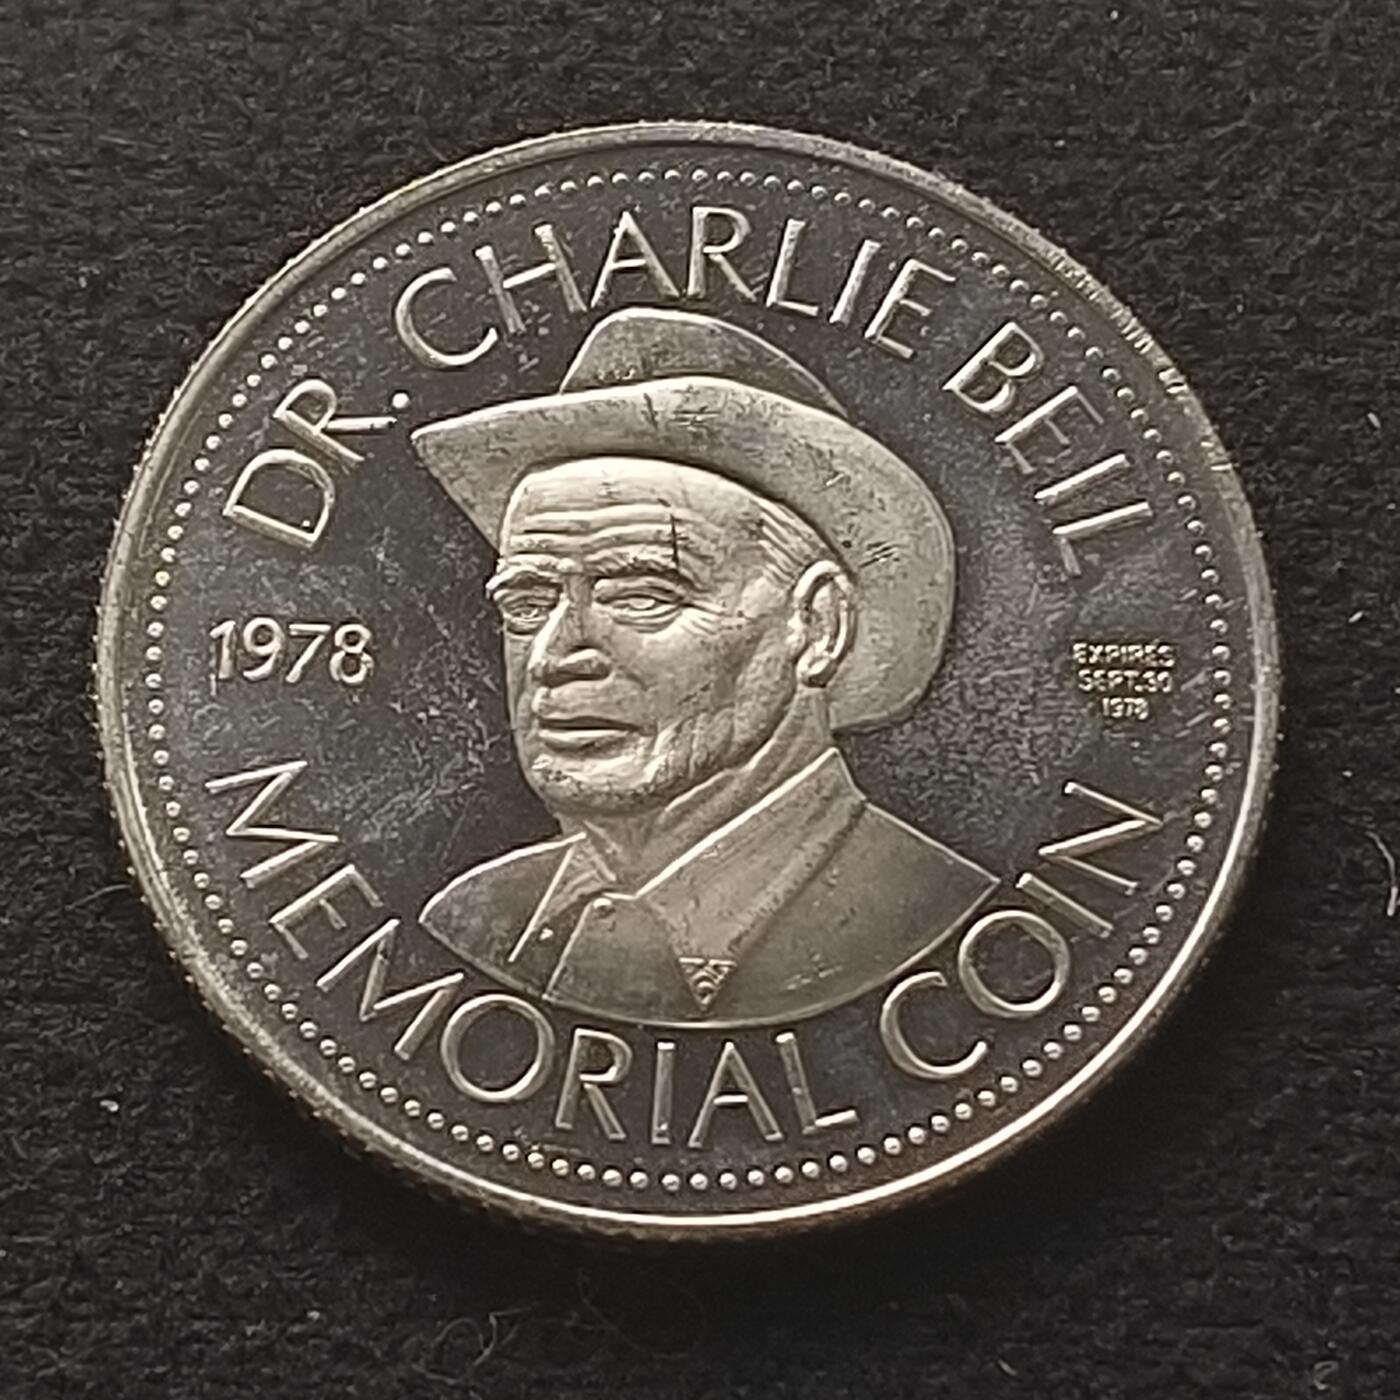 DR. CHARLIE BELL
1978
EXPIRES
SEPT.30
1978
MEMORIAL COIN